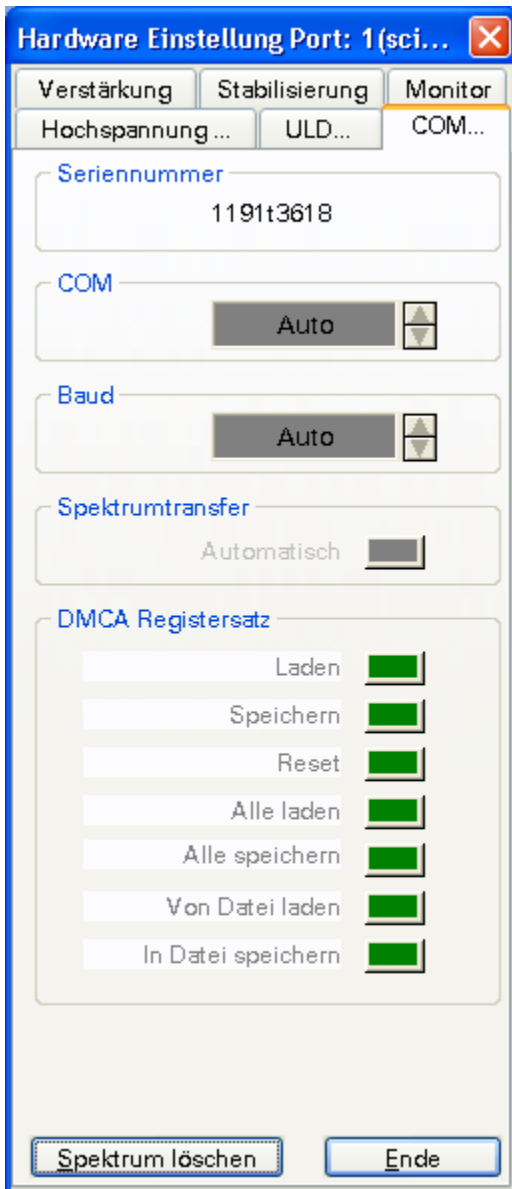 Hardware Einstellung Port: 1(sci...
Verstärkung Stabilisierung Monitor
Hochspannung ... ULD... COM...
Seriennummer
1191t3618
COM
Auto
Baud
Auto
Spektrumtransfer
Automatisch
DMCA Registersatz
Laden
Speichern
Reset
Alle laden
Alle speichern
Von Datei laden
In Datei speichern
Spektrum löschen Ende